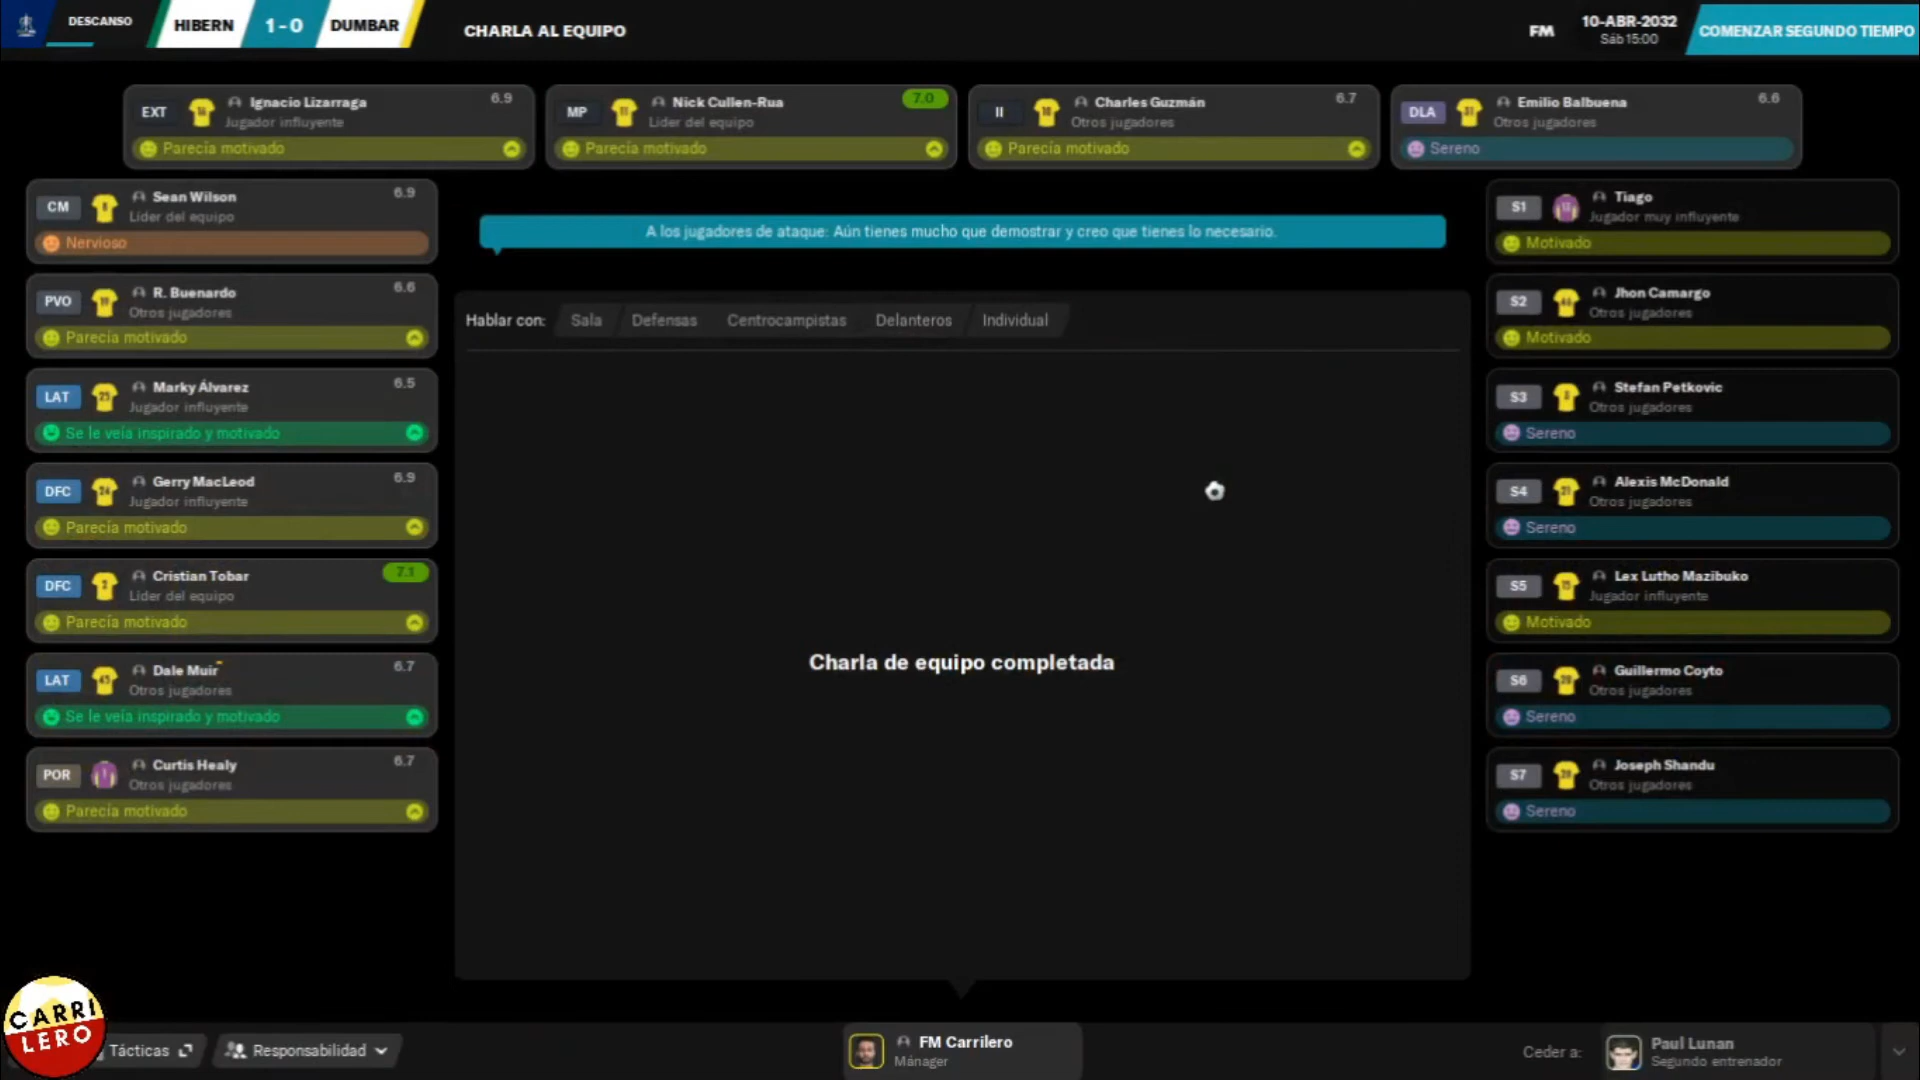 DESCANSO
HIBERN 1 - 0 DUMBAR
CHARLA AL EQUIPO
FM
10-ABR-2032
Sáb 15:00
COMENZAR SEGUNDO TIEMPO
EXT Ignacio Lizarraga 6.9
Jugador influyente
Parecía motivado
MP 11 Nick Cullen-Rua 7.0
Líder del equipo
Parecía motivado
II Charles Guzmán 6.7
Otros jugadores
Parecía motivado
DLA Emilio Balbuena 6.6
Otros jugadores
Sereno
CM Sean Wilson 6.9
Líder del equipo
Nervioso
PVO R. Buenardo 6.6
Otros jugadores
Parecía motivado
LAT 25 Marky Álvarez 6.5
Jugador influyente
Se le veía inspirado y motivado
DFC 24 Gerry MacLeod 6.9
Jugador influyente
Parecía motivado
DFC 2 Cristian Tobar 7.1
Líder del equipo
Parecía motivado
LAT Dale Muir 6.7
Otros jugadores
Se le veía inspirado y motivado
POR 1 Curtis Healy 6.7
Otros jugadores
Parecía motivado
A los jugadores de ataque: Aún tienes mucho que demostrar y creo que tienes lo necesario.
Hablar con: Sala Defensas Centrocampistas Delanteros Individual
Charla de equipo completada
S1 Tiago
Jugador muy influyente
Motivado
S2 Jhon Camargo
Otros jugadores
Motivado
S3 Stefan Petkovic
Otros jugadores
Sereno
S4 Alexis McDonald
Otros jugadores
Sereno
S5 Lex Lutho Mazibuko
Jugador influyente
Motivado
S6 Guillermo Coyto
Otros jugadores
Sereno
S7 Joseph Shandu
Otros jugadores
Sereno
CARRI
LERO
Tácticas
Responsabilidad
FM Carrilero
Mánager
Ceder a:
Paul Lunan
Segundo entrenador